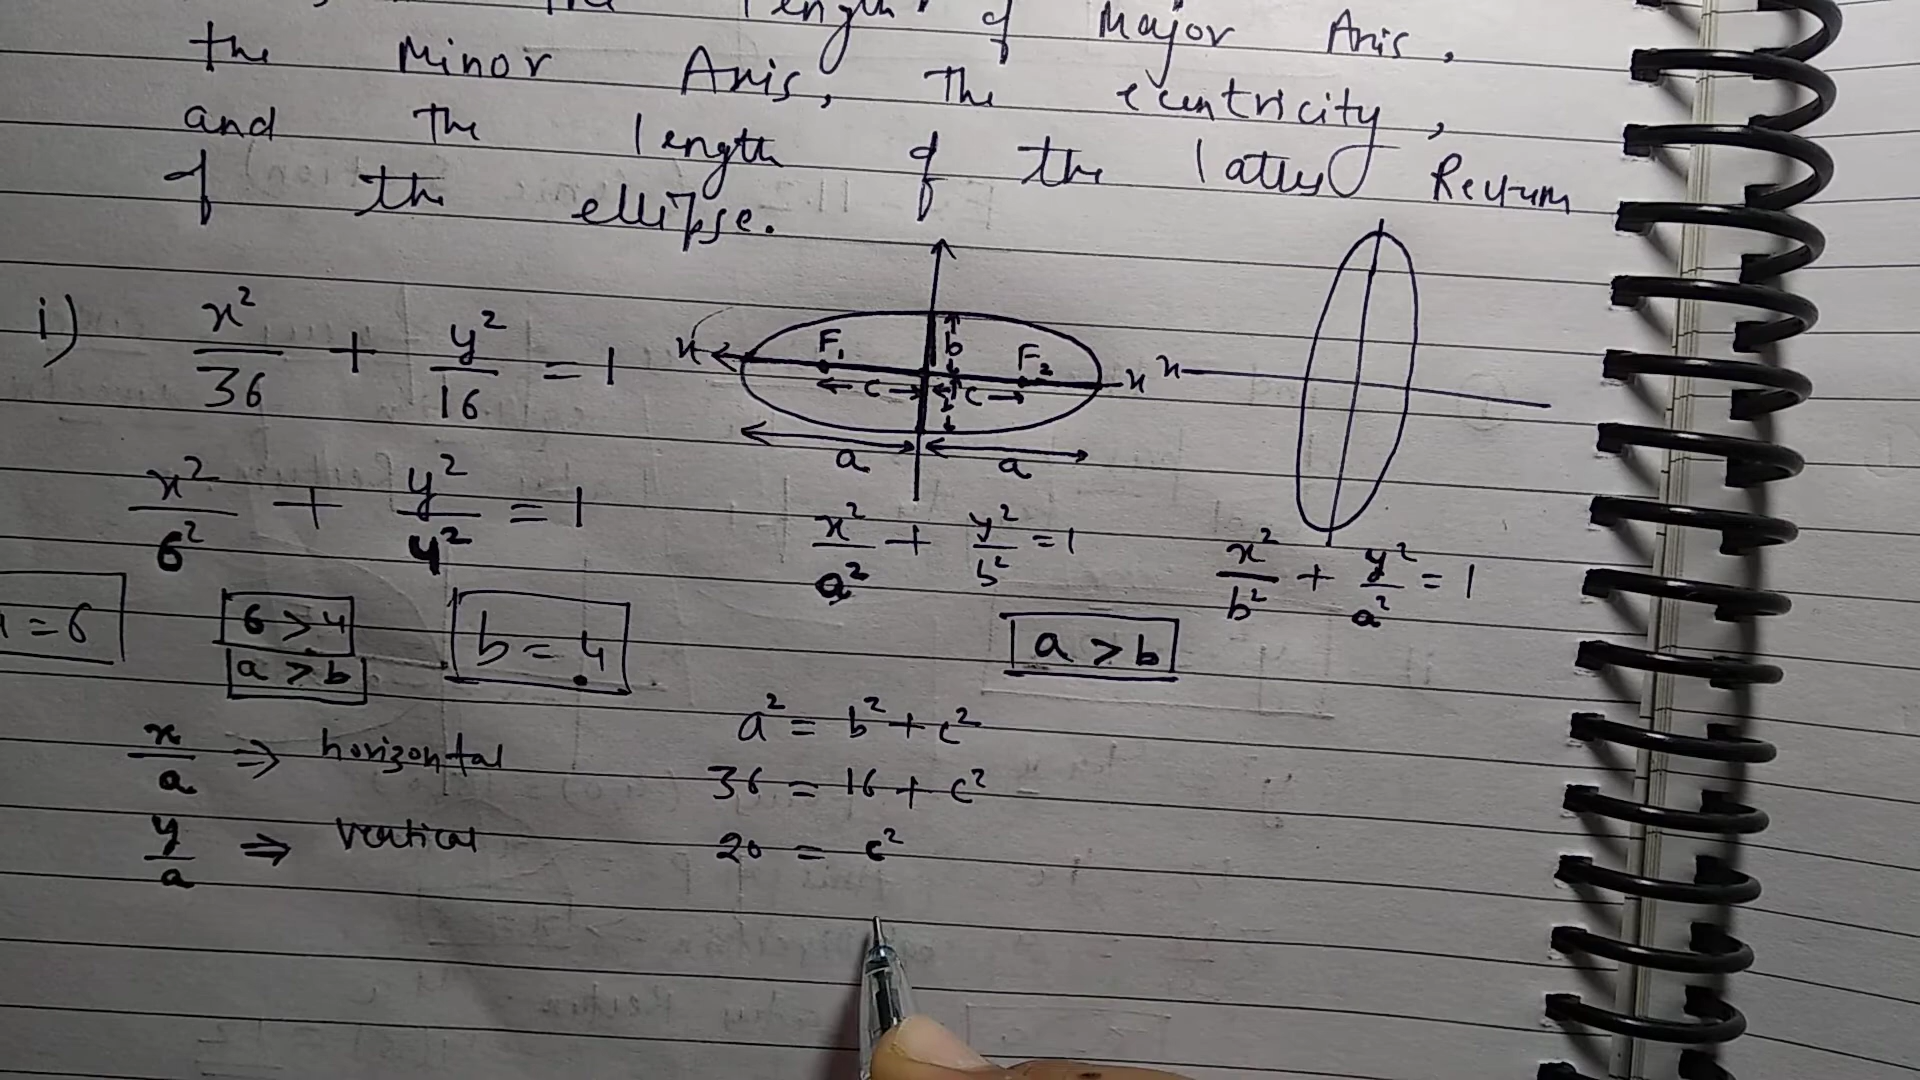 the length of Major Axis,
the Minor Axis, The ecentricity,
and the length of the latus Rectum
of the ellipse.
i) x²/36 + y²/16 = 1
x²/6² + y²/4² = 1
= 6
6 > 4
a > b
b = 4
x/a ⇒ horizontal
y/a ⇒ vertical
x F₁ b F₂ x
c c
b
a a
x²/a² + y²/b² = 1
x
x²/b² + y²/a² = 1
a > b
a² = b² + c²
36 = 16 + c²
20 = c²